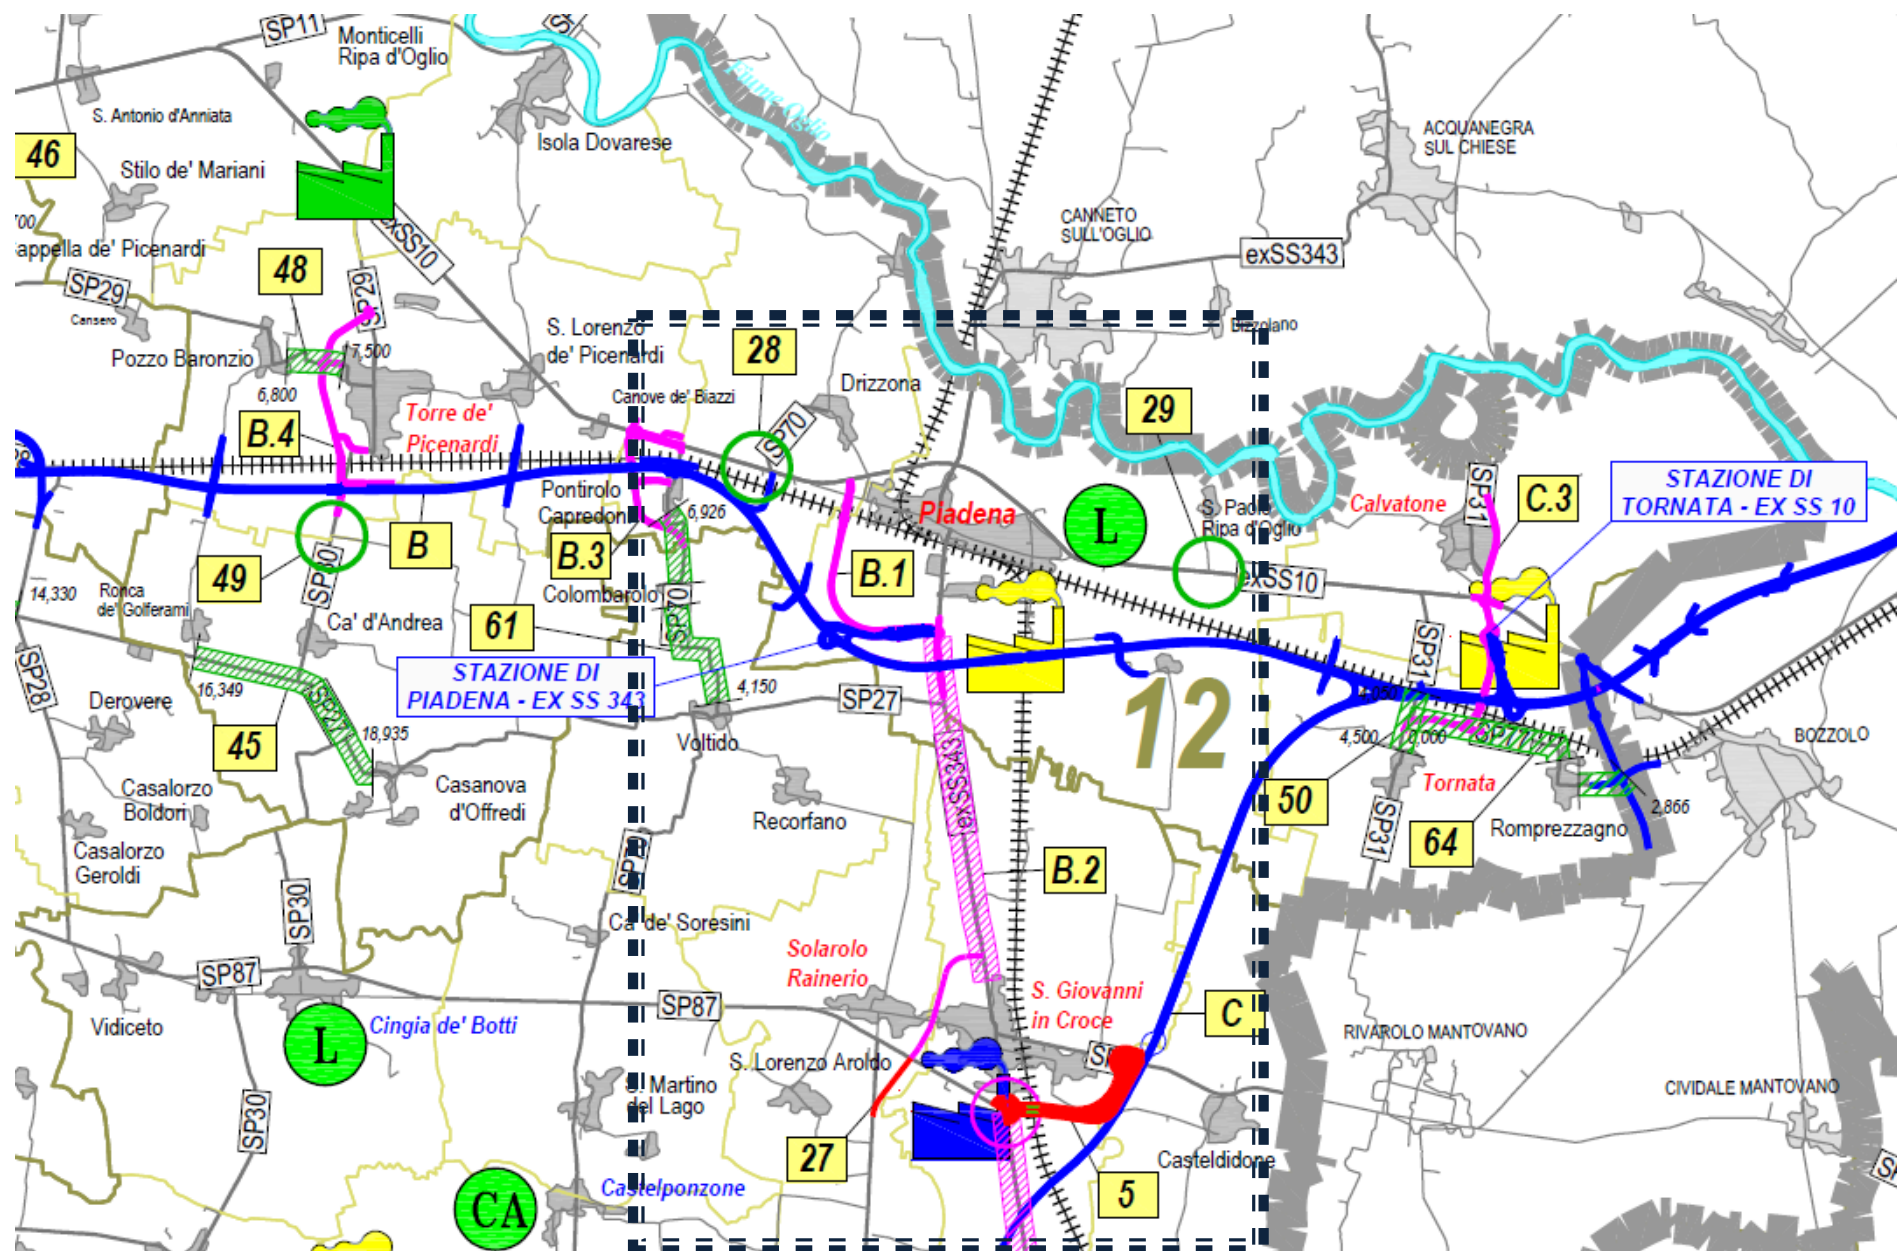 SP11
Monticelli
Ripa d'Oglio
Fiume Oglio
S. Antonio d'Anniata
Isola Dovarese
ACQUANEGRA
SUL CHIESE
46
Stilo de' Mariani
700
CANNETO
SULL'OGLIO
exSS10
exSS343
appella de' Picenardi
48
SP29
SP29
Cansero
S. Lorenzo
de' Picenardi
28
Bizzolano
Pozzo Baronzio
7,500
6,800
Drizzona
Canove de' Biazzi
29
Torre de'
Picenardi
B.4
SP70
STAZIONE DI
TORNATA - EX SS 10
Pontirolo
Capredon
6,926
Piadena
L
S. Paolo
Ripa d'Oglio
Calvatone
SP31
C.3
B
B.3
49
SP30
B.1
exSS10
14,330
Ronca
de' Golferami
Colombarolo
Ca' d'Andrea
61
SP70
SP31
STAZIONE DI
PIADENA - EX SS 343
SP28
16,349
4,150
SP27
12
4,050
Derovere
SP27
45
18,935
Voltido
4,500
0,000
BOZZOLO
exSS343
Casalorzo
Boldori
Casanova
d'Offredi
Recorfano
50
Tornata
2,866
SP31
64
Romprezzagno
Casalorzo
Geroldi
SP70
B.2
SP30
Ca' de' Soresini
Solarolo
Rainerio
SP87
SP87
S. Giovanni
in Croce
C
Vidiceto
L
Cingia de' Botti
RIVAROLO MANTOVANO
S. Lorenzo Aroldo
S. Martino
del Lago
CIVIDALE MANTOVANO
SP30
27
Casteldidone
CA
Castelponzone
5